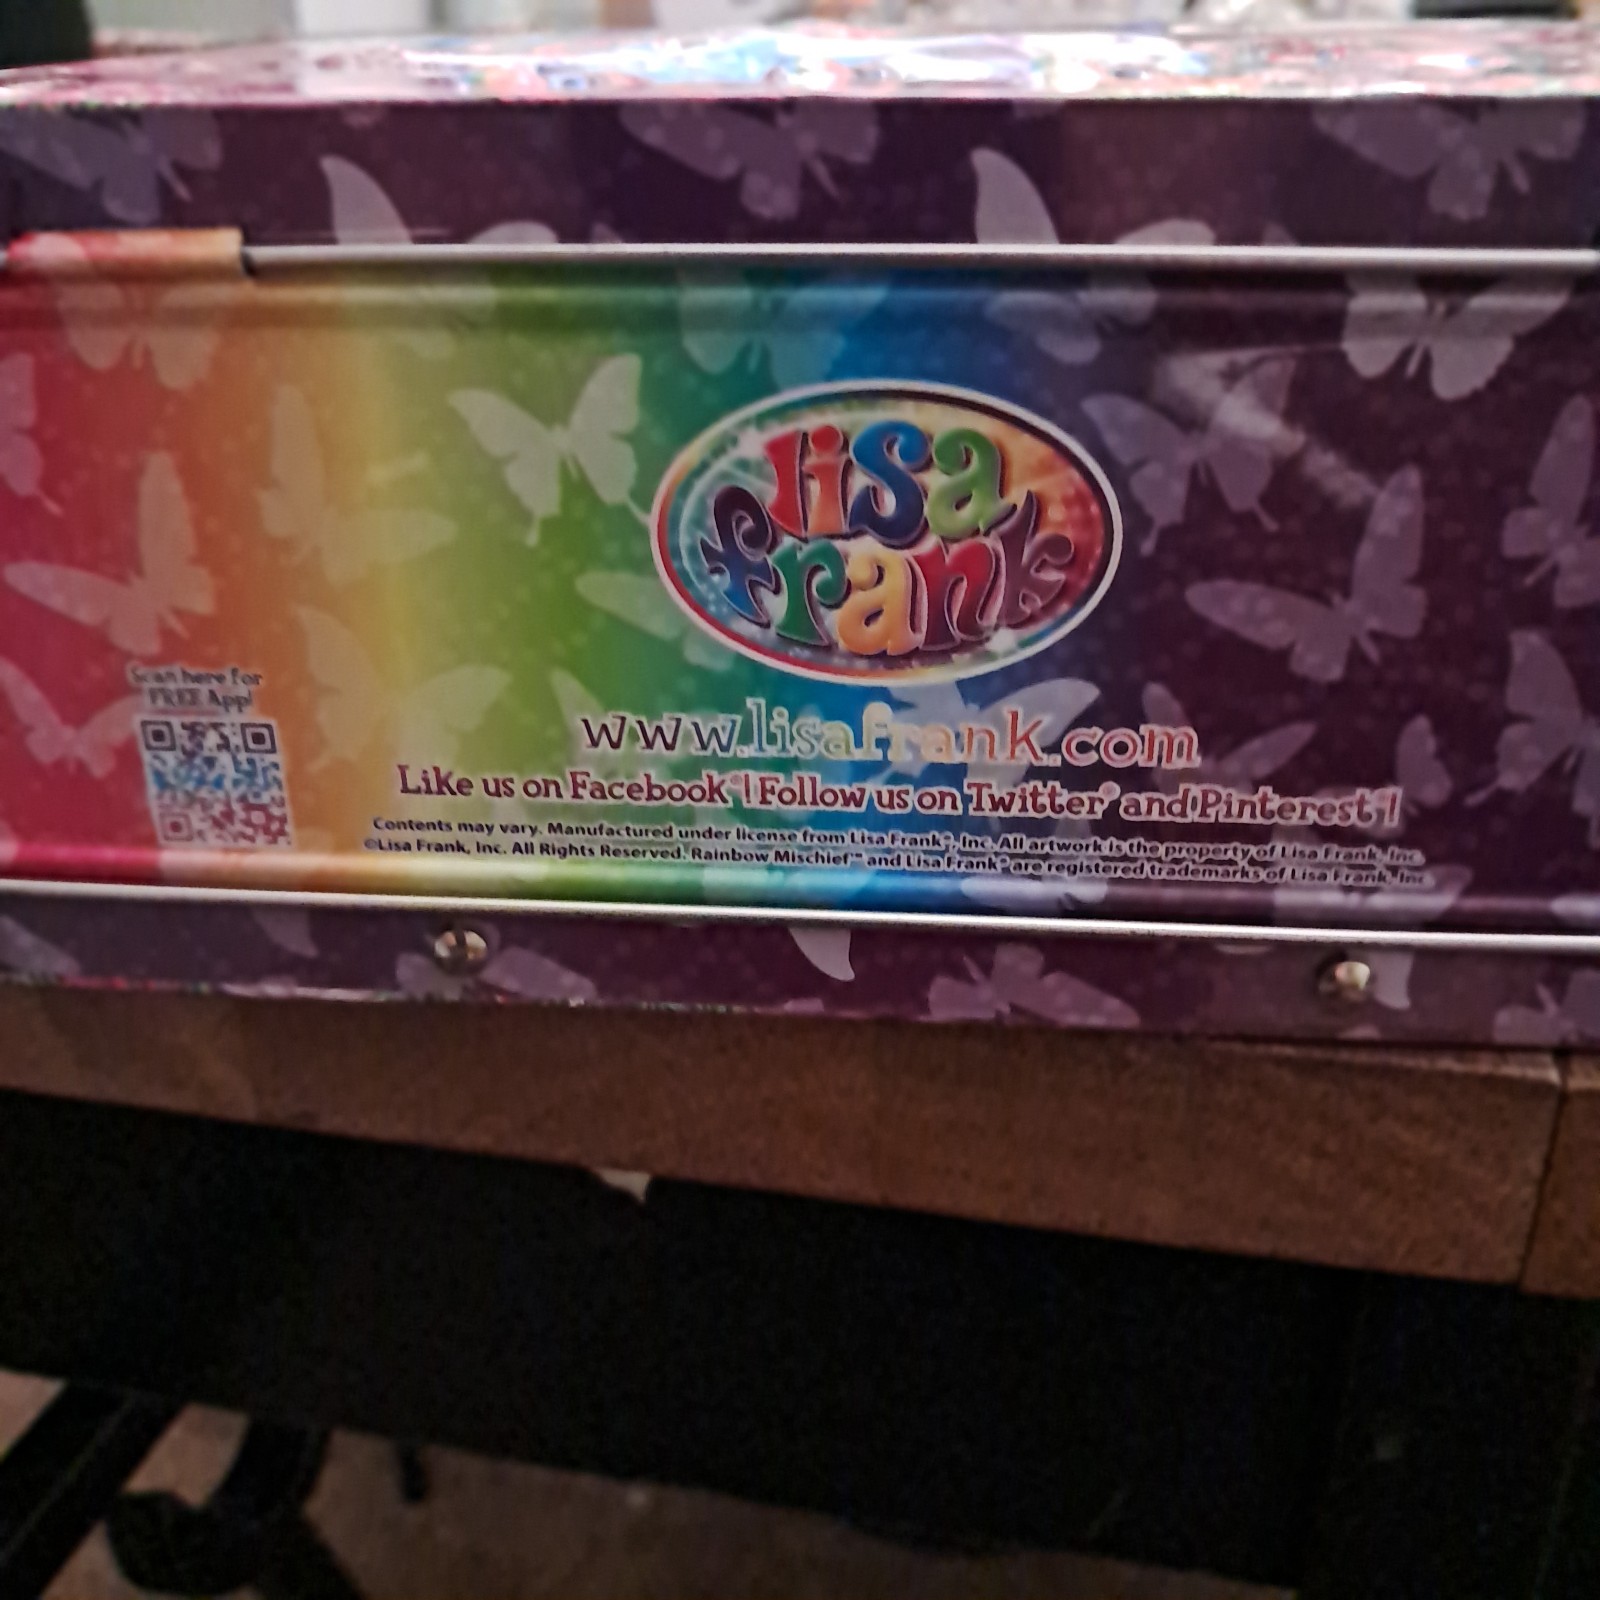 lisa
frank
Scan here for
FREE App!
www.lisafrank.com
Like us on Facebook®! Follow us on Twitter® and Pinterest®!
Contents may vary. Manufactured under license from Lisa Frank®, Inc. All artwork is the property of Lisa Frank, Inc.
©Lisa Frank, Inc. All Rights Reserved. Rainbow Mischief™ and Lisa Frank® are registered trademarks of Lisa Frank, Inc.